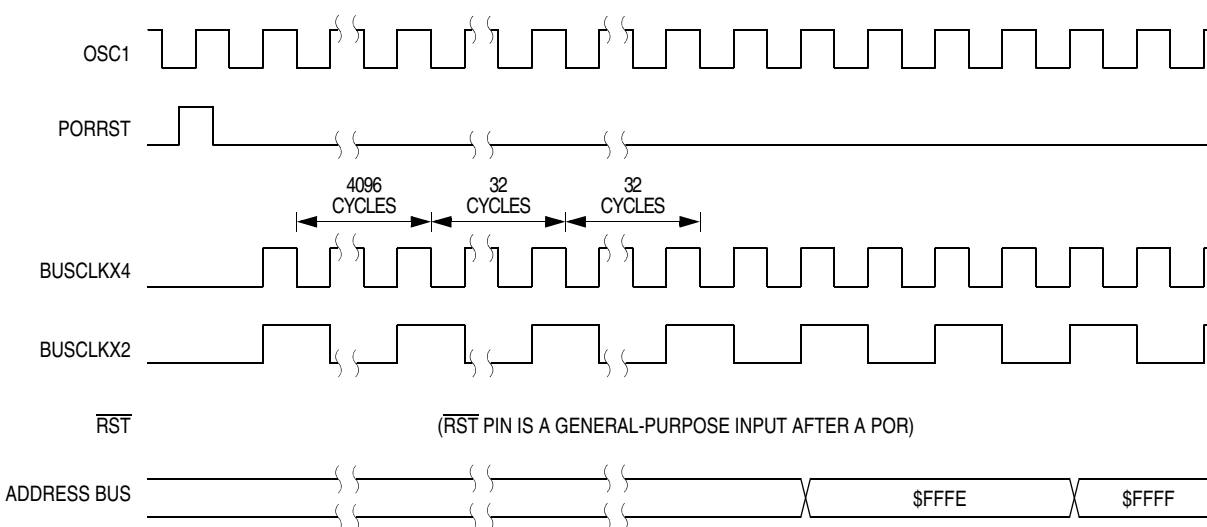 OSC1
PORRST
4096
CYCLES
32
CYCLES
32
CYCLES
BUSCLKX4
BUSCLKX2
RST
(RST PIN IS A GENERAL-PURPOSE INPUT AFTER A POR)
ADDRESS BUS
$FFFE
$FFFF